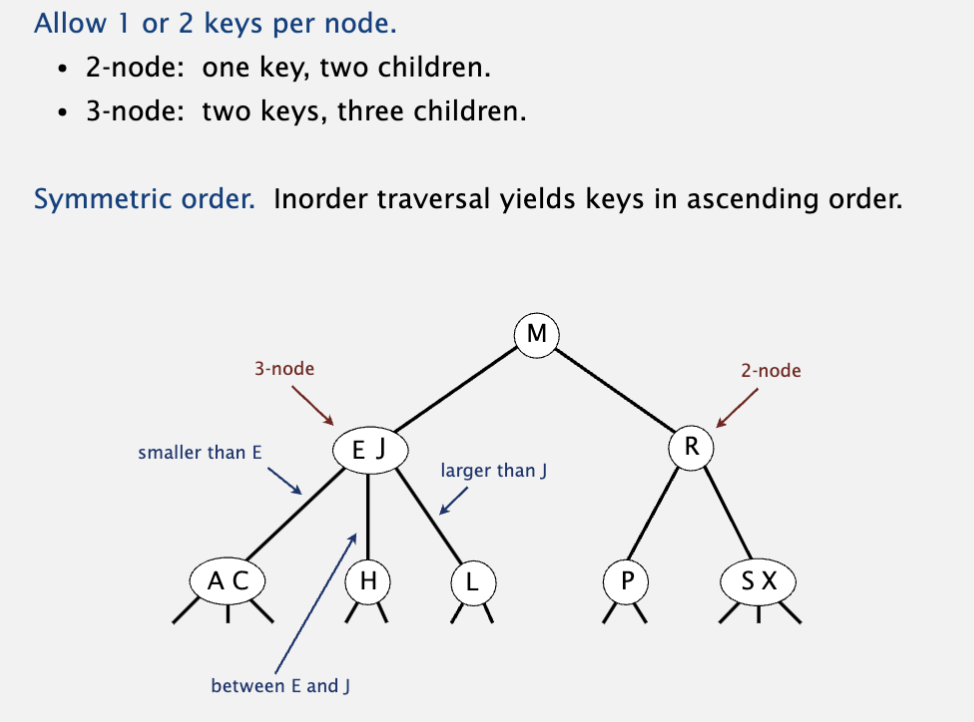 Allow 1 or 2 keys per node.
• 2-node: one key, two children.
• 3-node: two keys, three children.
Symmetric order. Inorder traversal yields keys in ascending order.
M
3-node
2-node
E J
R
smaller than E
larger than J
A C
H
L
P
S X
between E and J